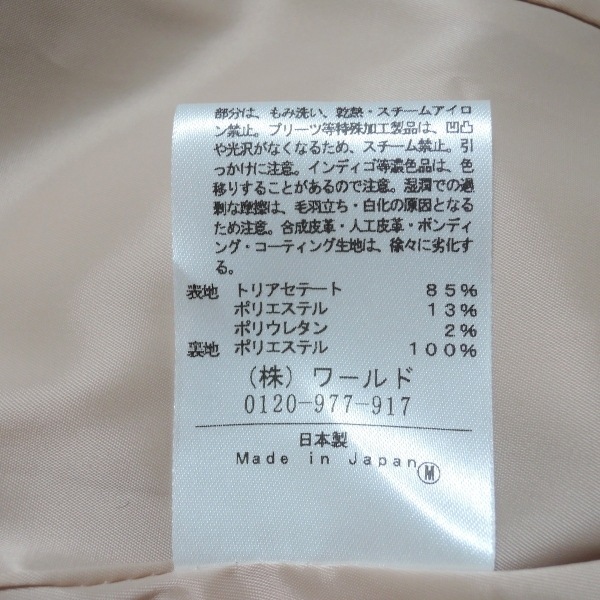 部分は、もみ洗い、乾熱・スチームアイロ
ン禁止。プリーツ等特殊加工製品は、凹凸
や光沢がなくなるため、スチーム禁止。引
っかけに注意。インディゴ等濃色品は、色
移りすることがあるので注意。湿潤での過
剰な摩擦は、毛羽立ち・白化の原因となる
ため注意。合成皮革・人工皮革・ボンディ
ング・コーティング生地は、徐々に劣化す
る。
表地 トリアセテート 85%
ポリエステル 13%
ポリウレタン 2%
裏地 ポリエステル 100%
(株) ワールド
0120-977-917
日本製
Made in Japan
M